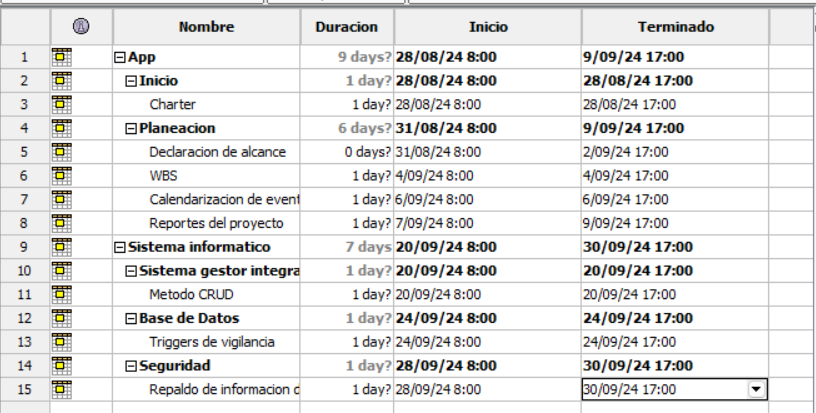 Nombre Duracion Inicio Terminado
1 App 9 days? 28/08/24 8:00 9/09/24 17:00
2 Inicio 1 day? 28/08/24 8:00 28/08/24 17:00
3 Charter 1 day? 28/08/24 8:00 28/08/24 17:00
4 Planeacion 6 days? 31/08/24 8:00 9/09/24 17:00
5 Declaracion de alcance 0 days? 31/08/24 8:00 2/09/24 17:00
6 WBS 1 day? 4/09/24 8:00 4/09/24 17:00
7 Calendarizacion de event 1 day? 6/09/24 8:00 6/09/24 17:00
8 Reportes del proyecto 1 day? 7/09/24 8:00 9/09/24 17:00
9 Sistema informatico 7 days 20/09/24 8:00 30/09/24 17:00
10 Sistema gestor integra 1 day? 20/09/24 8:00 20/09/24 17:00
11 Metodo CRUD 1 day? 20/09/24 8:00 20/09/24 17:00
12 Base de Datos 1 day? 24/09/24 8:00 24/09/24 17:00
13 Triggers de vigilancia 1 day? 24/09/24 8:00 24/09/24 17:00
14 Seguridad 1 day? 28/09/24 8:00 30/09/24 17:00
15 Repaldo de informacion d 1 day? 28/09/24 8:00 30/09/24 17:00